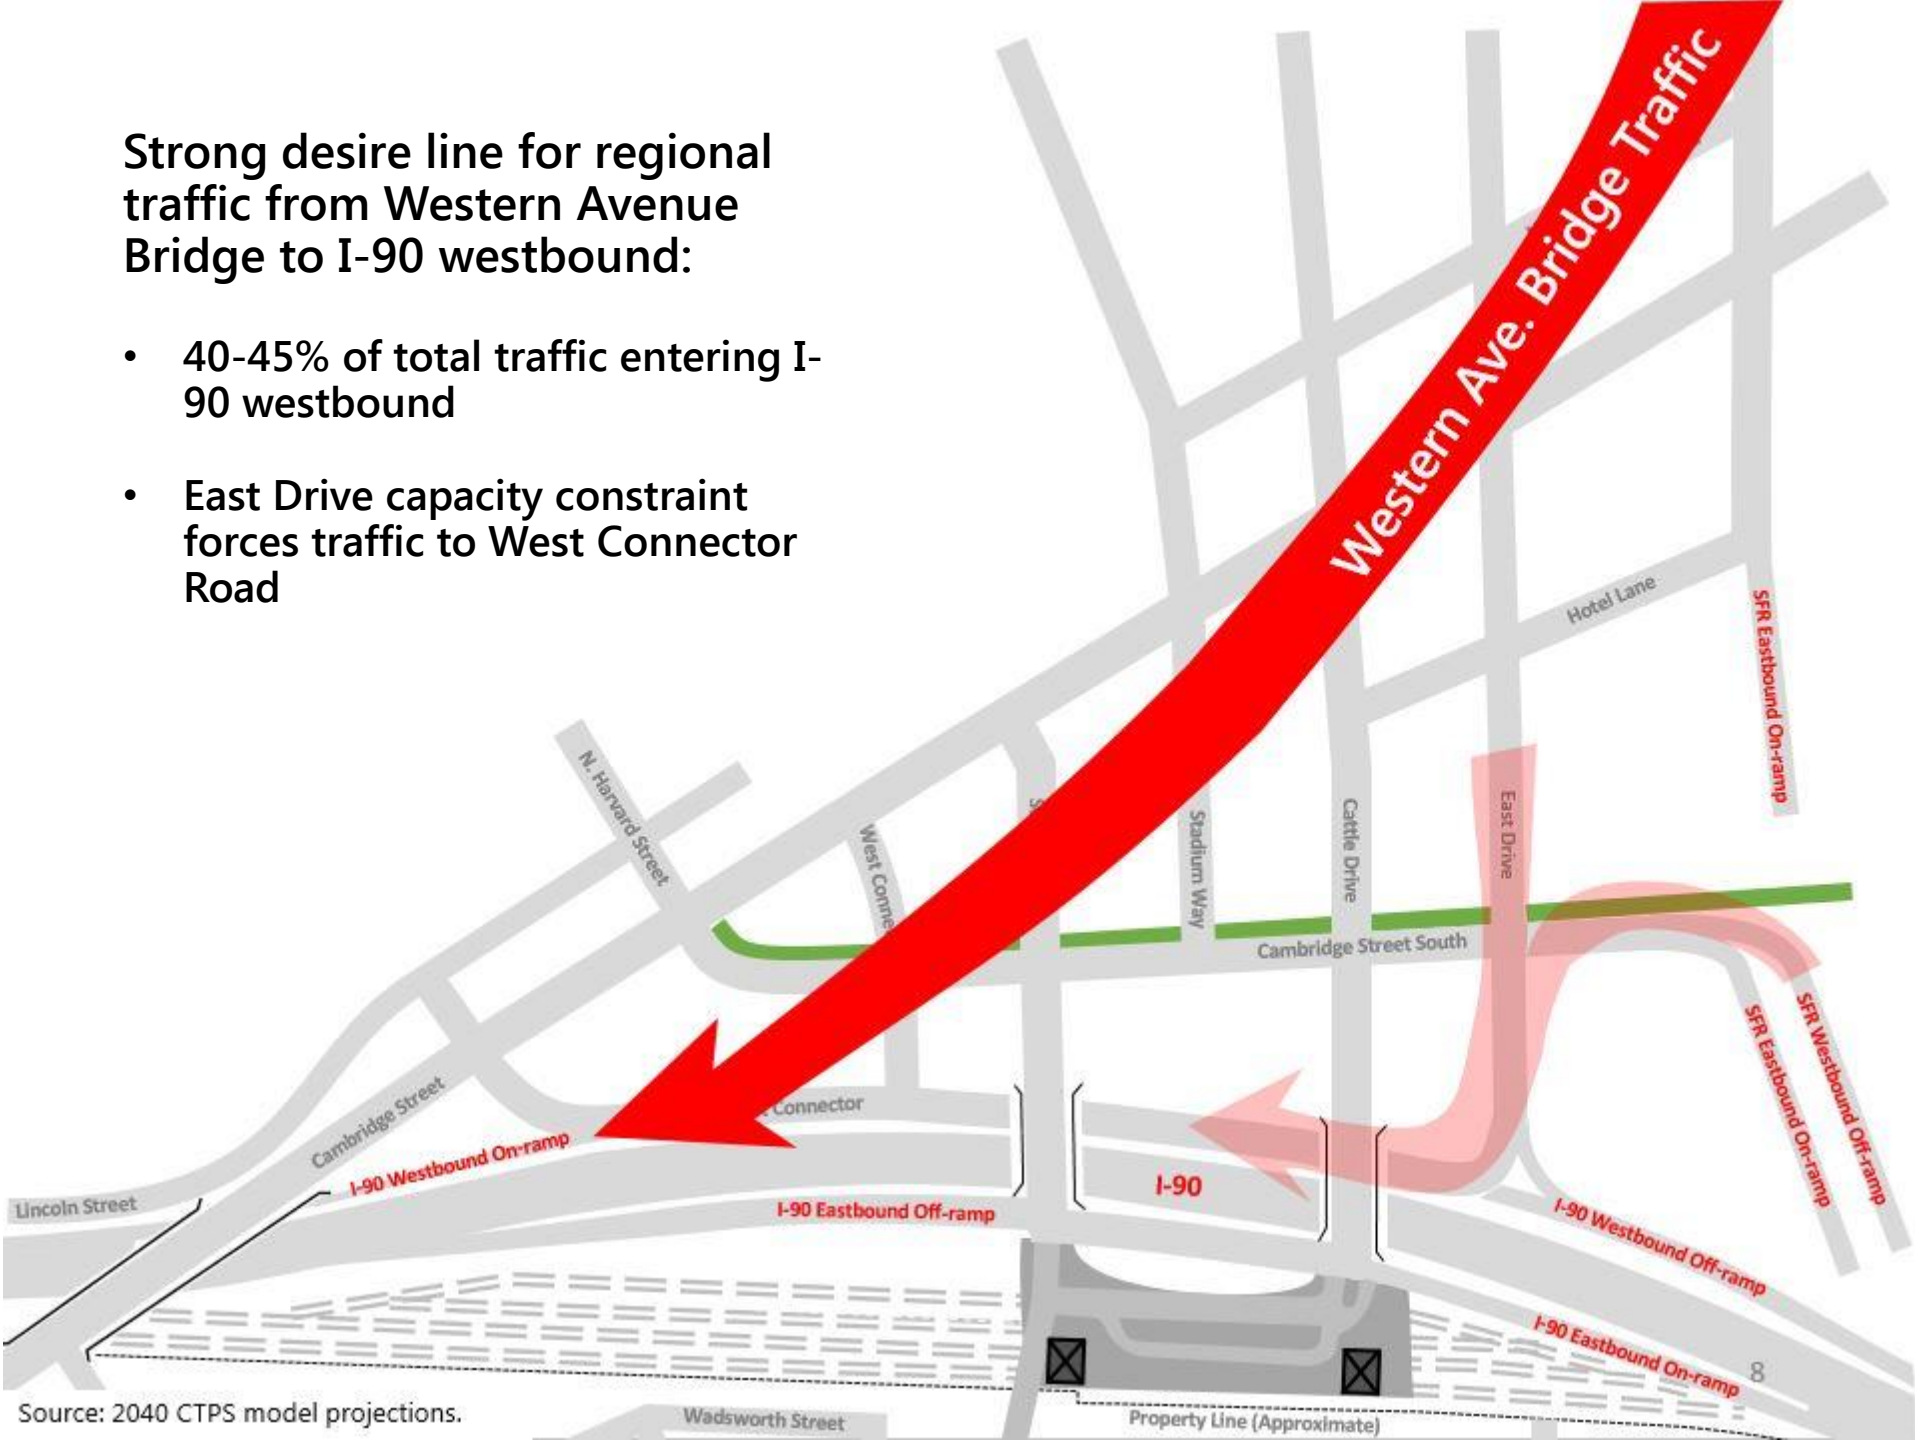 Strong desire line for regional
traffic from Western Avenue
Bridge to I-90 westbound:
• 40-45% of total traffic entering I-
90 westbound
• East Drive capacity constraint
forces traffic to West Connector
Road
Western Ave. Bridge Traffic
Hotel Lane
SFR Eastbound On-ramp
N. Harvard Street
West Conne
Stadium Way
Cattle Drive
East Drive
Cambridge Street South
SFR Eastbound On-ramp
SFR Westbound Off-ramp
Connector
Cambridge Street
I-90 Westbound On-ramp
I-90
Lincoln Street
I-90 Eastbound Off-ramp
I-90 Westbound Off-ramp
I-90 Eastbound On-ramp
8
Source: 2040 CTPS model projections.
Wadsworth Street
Property Line (Approximate)